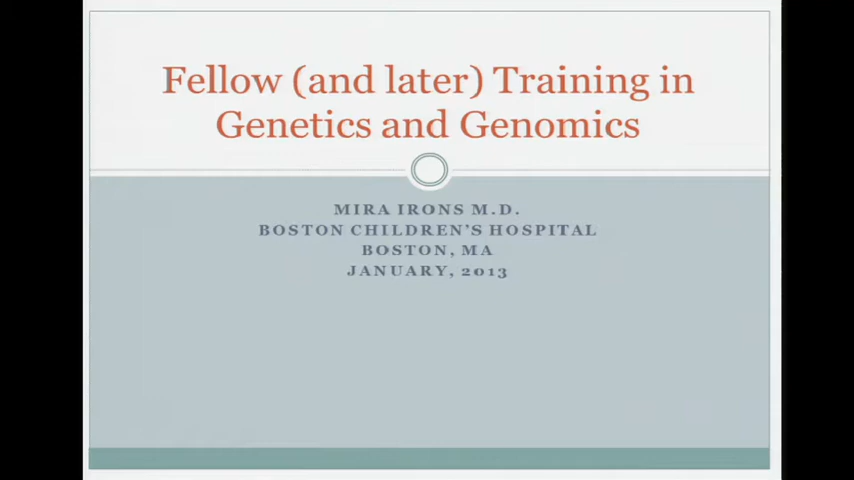 Fellow (and later) Training in
Genetics and Genomics
MIRA IRONS M.D.
BOSTON CHILDREN'S HOSPITAL
BOSTON, MA
JANUARY, 2013